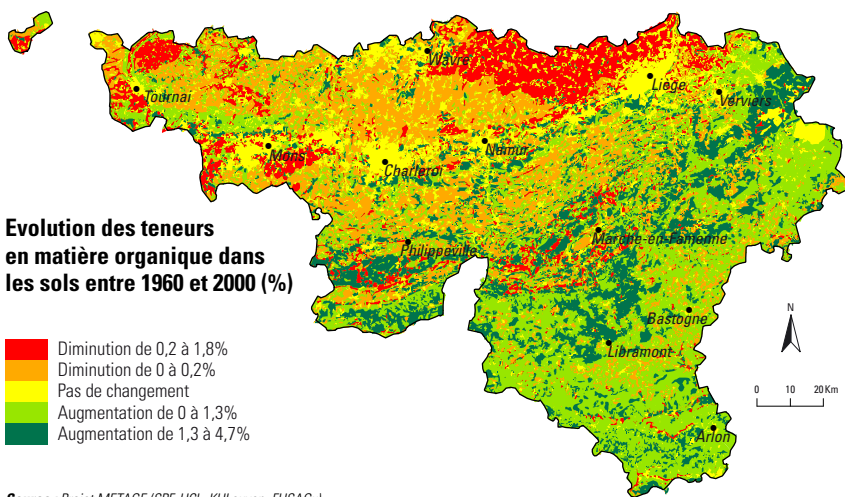 Wavre
Liège
Tournai
Verviers
Mons
Namur
Charleroi
Evolution des teneurs
en matière organique dans
les sols entre 1960 et 2000 (%)
Philippeville
Marche-en-Famenne
Bastogne
N
Libramont
Diminution de 0,2 à 1,8%
Diminution de 0 à 0,2%
Pas de changement
Augmentation de 0 à 1,3%
Augmentation de 1,3 à 4,7%
0 10 20 Km
Arlon